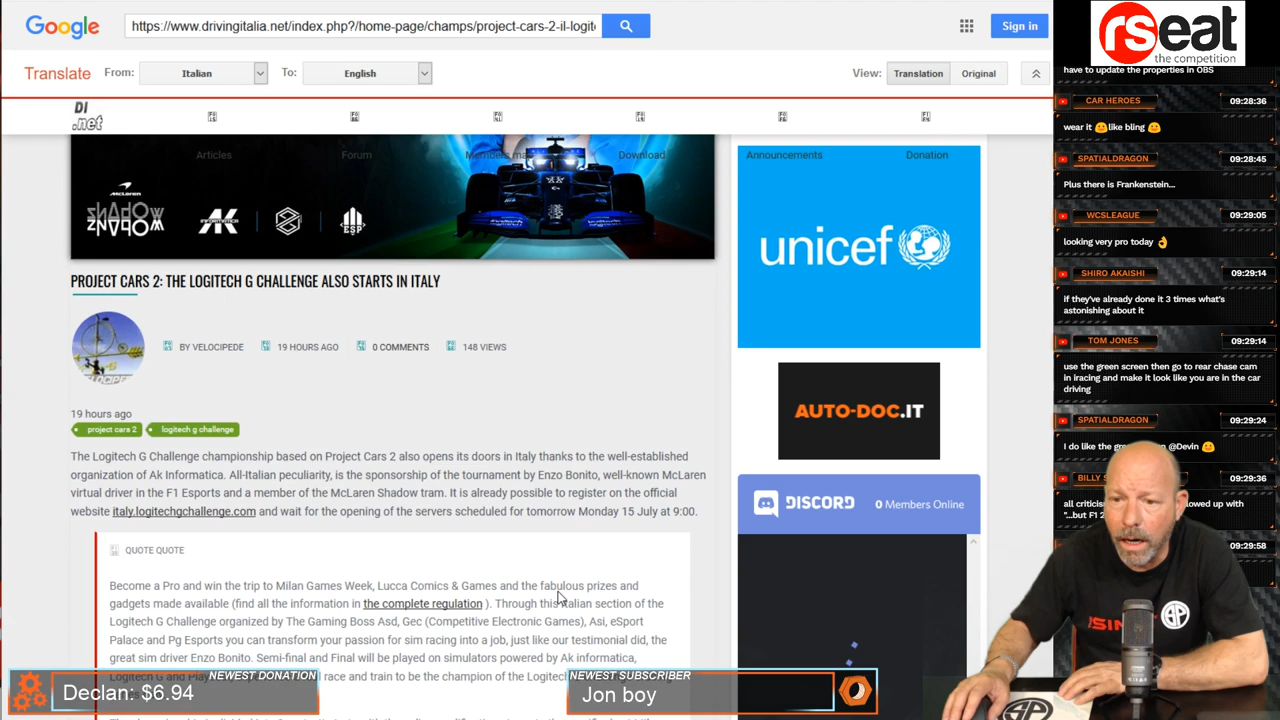 Google
https://www.drivingitalia.net/index.php?/home-page/champs/project-cars-2-il-logite
Sign in
Translate
From:
Italian
To:
English
View:
Translation
Original
DI
.net
Articles
Forum
Download
Announcements
Donation
McLaren
shadow
AK
INFORMATICA
ESP
PROJECT CARS 2: THE LOGITECH G CHALLENGE ALSO STARTS IN ITALY
BY VELOCIPEDE
19 HOURS AGO
0 COMMENTS
148 VIEWS
19 hours ago
project cars 2
logitech g challenge
The Logitech G Challenge championship based on Project Cars 2 also opens its doors in Italy thanks to the well-established
organization of Ak Informatica. All-Italian peculiarity, is the sponsorship of the tournament by Enzo Bonito, well-known McLaren
virtual driver in the F1 Esports and a member of the McLaren Shadow tram. It is already possible to register on the official
website italy.logitechgchallenge.com and wait for the opening of the servers scheduled for tomorrow Monday 15 July at 9:00.
QUOTE QUOTE
Become a Pro and win the trip to Milan Games Week, Lucca Comics & Games and the fabulous prizes and
gadgets made available (find all the information in the complete regulation ). Through this Italian section of the
Logitech G Challenge organized by The Gaming Boss Asd, Gec (Competitive Electronic Games), Asi, eSport
Palace and Pg Esports you can transform your passion for sim racing into a job, just like our testimonial did, the
great sim driver Enzo Bonito. Semi-final and Final will be played on simulators powered by Ak informatica,
race and train to be the champion of the Logitech
unicef
AUTO-DOC.IT
DISCORD
0 Members Online
NEWEST DONATION
Declan: $6.94
NEWEST SUBSCRIBER
Jon boy
rseat
the competition
have to update the properties in OBS
CAR HEROES
09:28:36
wear it like bling
SPATIALDRAGON
09:28:45
Plus there is Frankenstein...
WCSLEAGUE
09:29:05
looking very pro today
SHIRO AKAISHI
09:29:14
if they've already done it 3 times what's
astonishing about it
TOM JONES
09:29:14
use the green screen then go to rear chase cam
in iracing and make it look like you are in the car
driving
SPATIALDRAGON
09:29:24
I do like the @Devin
BILLY
09:29:36
all
lowed up with
"...but F1 2
09:29:58
SIM